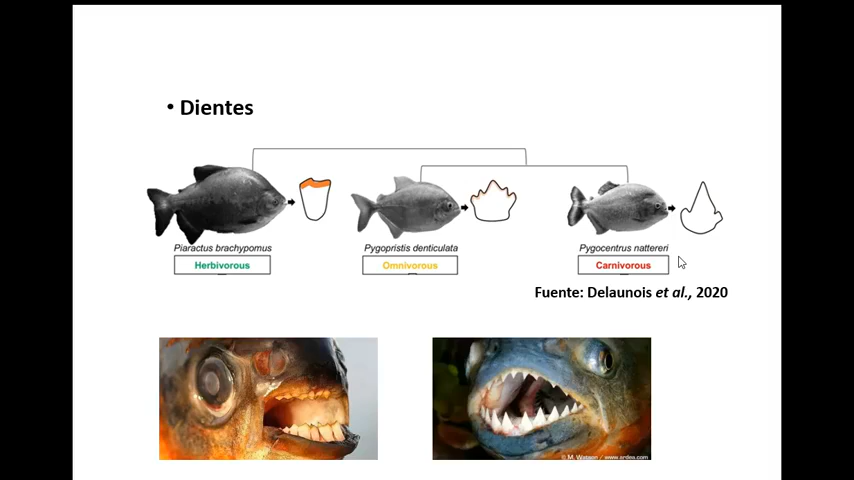 • Dientes
Piaractus brachypomus
Pygopristis denticulata
Pygocentrus nattereri
Herbivorous
Omnivorous
Carnivorous
Fuente: Delaunois et al., 2020
© M. Watson / www.ardea.com